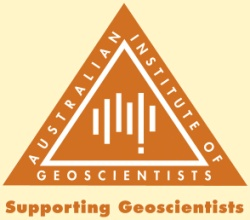 AUSTRALIAN INSTITUTE OF
GEOSCIENTISTS
Supporting Geoscientists